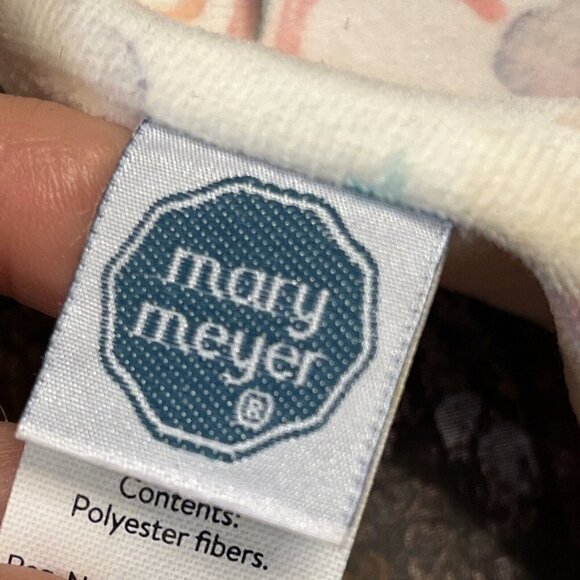 mary
meyer
®
Contents:
Polyester fibers.